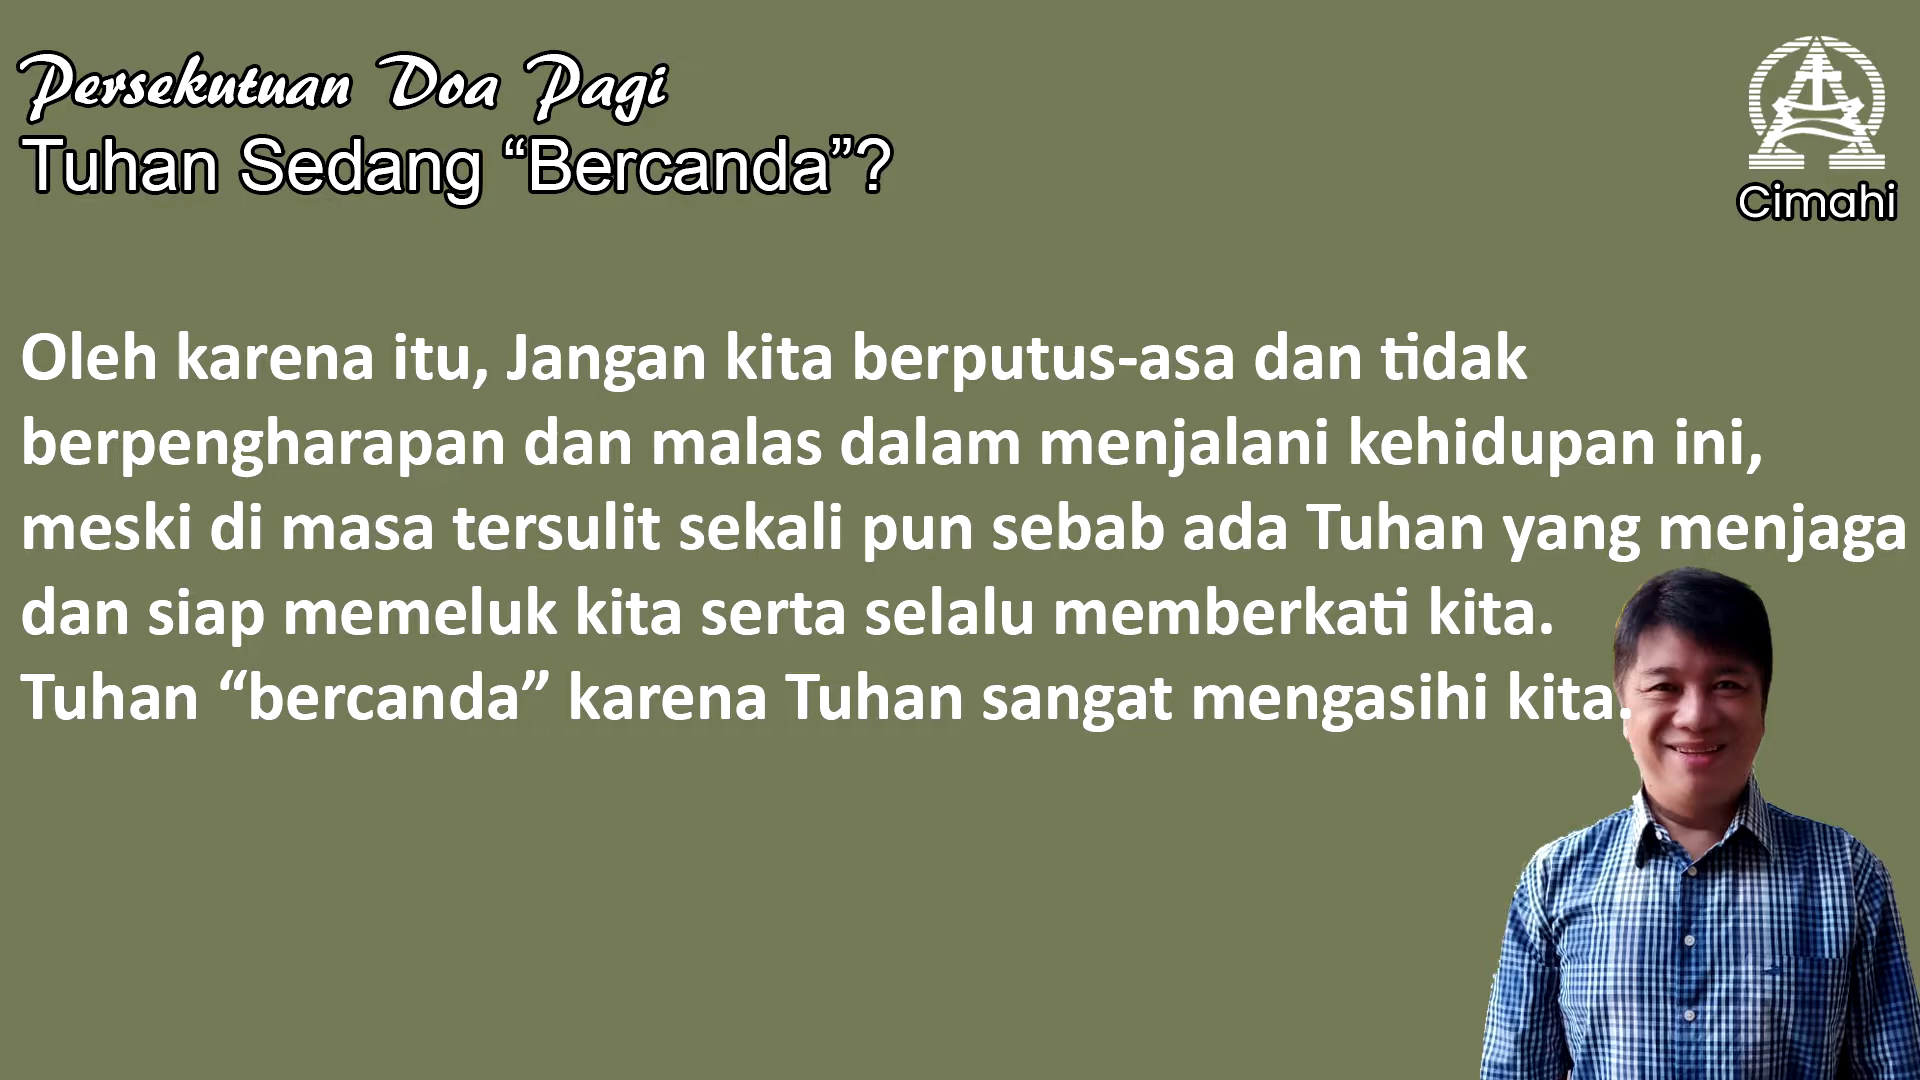 Persekutuan Doa Pagi
Tuhan Sedang “Bercanda”?
Cimahi
Oleh karena itu, Jangan kita berputus-asa dan tidak
berpengharapan dan malas dalam menjalani kehidupan ini,
meski di masa tersulit sekali pun sebab ada Tuhan yang menjaga
dan siap memeluk kita serta selalu memberkati kita.
Tuhan “bercanda” karena Tuhan sangat mengasihi kita.